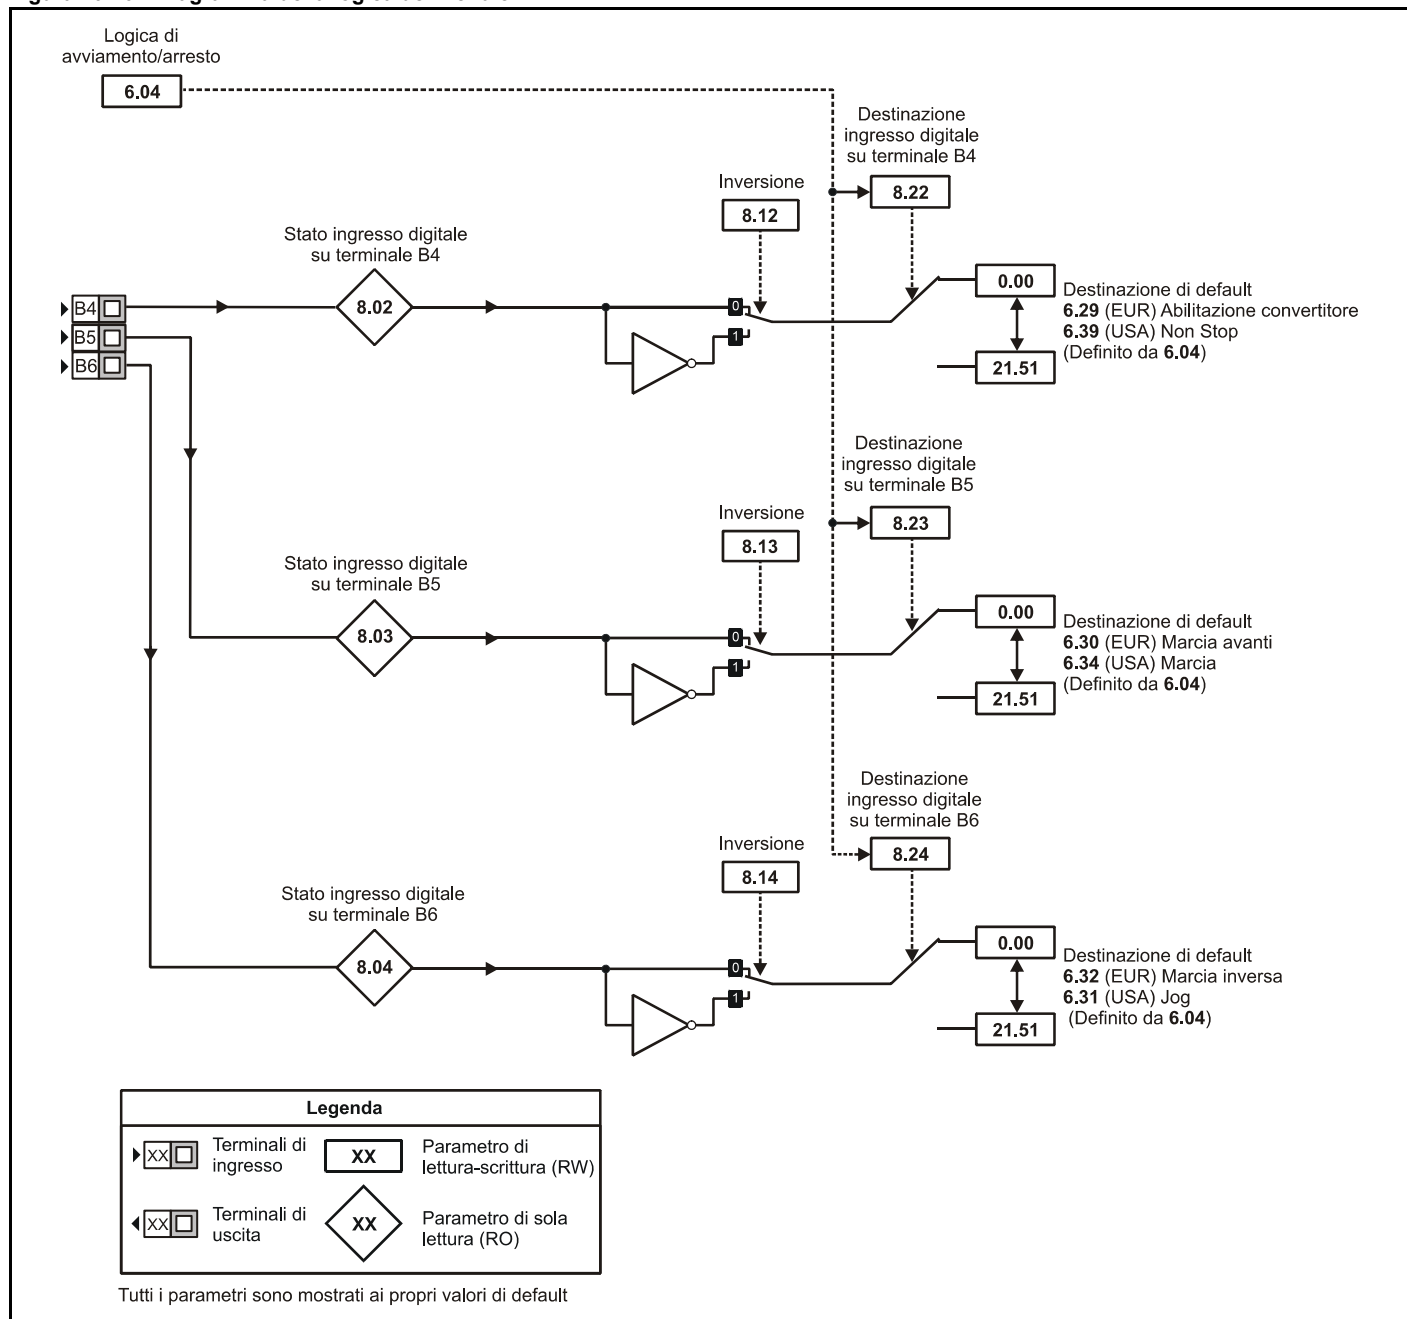 Logica di
avviamento/arresto
6.04
Destinazione
ingresso digitale
su terminale B4
Inversione
8.22
8.12
Stato ingresso digitale
su terminale B4
8.02
B4
B5
B6
0
1
0.00
21.51
Destinazione di default
6.29 (EUR) Abilitazione convertitore
6.39 (USA) Non Stop
(Definito da 6.04)
Destinazione
ingresso digitale
su terminale B5
Inversione
8.23
8.13
Stato ingresso digitale
su terminale B5
8.03
0
1
0.00
21.51
Destinazione di default
6.30 (EUR) Marcia avanti
6.34 (USA) Marcia
(Definito da 6.04)
Destinazione
ingresso digitale
su terminale B6
Inversione
8.24
8.14
Stato ingresso digitale
su terminale B6
8.04
0
1
0.00
21.51
Destinazione di default
6.32 (EUR) Marcia inversa
6.31 (USA) Jog
(Definito da 6.04)
Legenda
XX
Terminali di
ingresso
XX
Parametro di
lettura-scrittura (RW)
XX
Terminali di
uscita
XX
Parametro di sola
lettura (RO)
Tutti i parametri sono mostrati ai propri valori di default